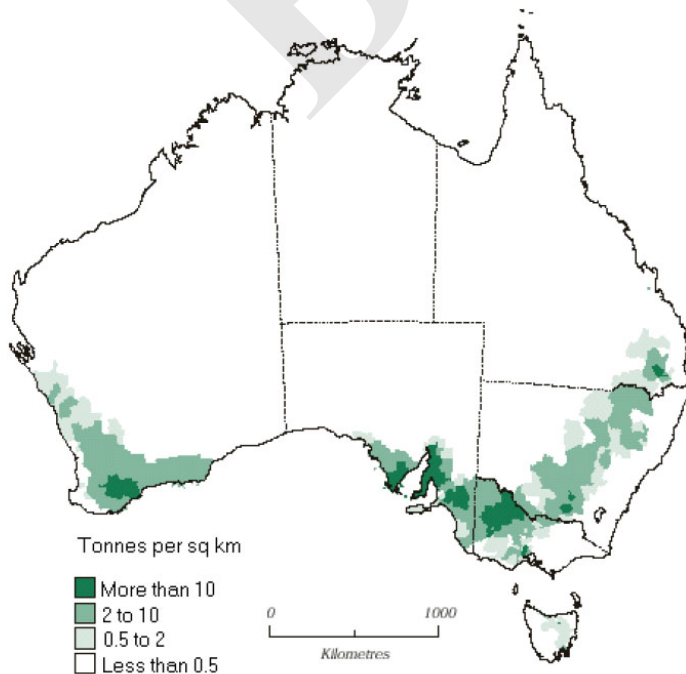 Tonnes per sq km
More than 10
2 to 10
0.5 to 2
Less than 0.5
0 1000
Kilometres